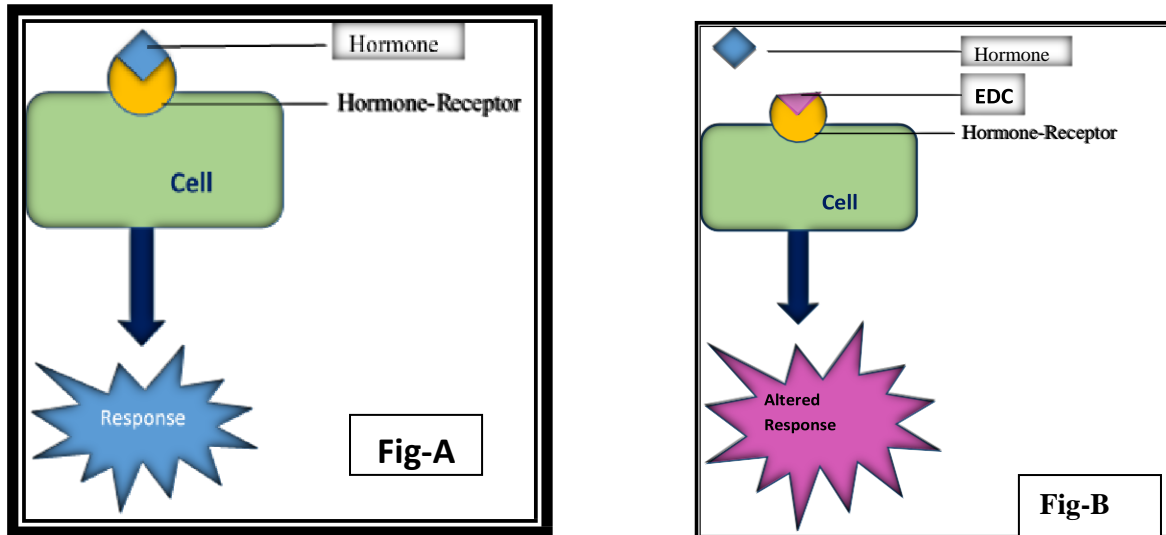 Hormone
Hormone-Receptor
Cell
Response
Fig-A
Hormone
EDC
Hormone-Receptor
Cell
Altered
Response
Fig-B